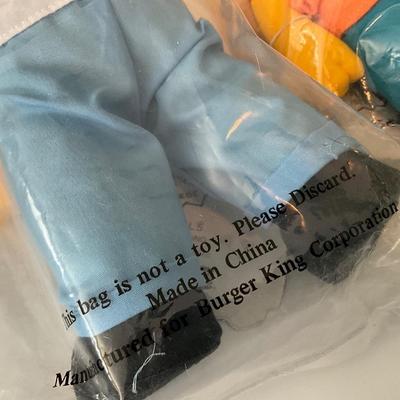 This bag is not a toy. Please Discard.
Made in China
Manufactured for Burger King Corporation